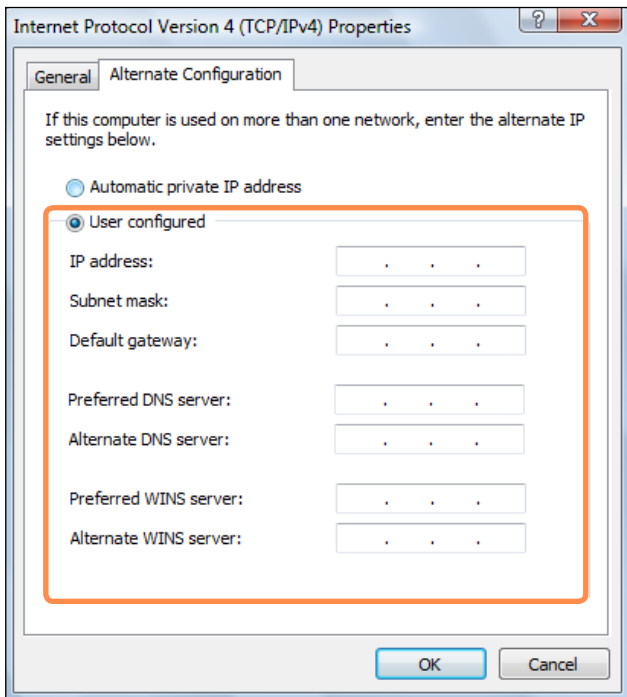 Internet Protocol Version 4 (TCP/IPv4) Properties
General
Alternate Configuration
If this computer is used on more than one network, enter the alternate IP
settings below.
Automatic private IP address
User configured
IP address:
Subnet mask:
Default gateway:
Preferred DNS server:
Alternate DNS server:
Preferred WINS server:
Alternate WINS server:
OK
Cancel